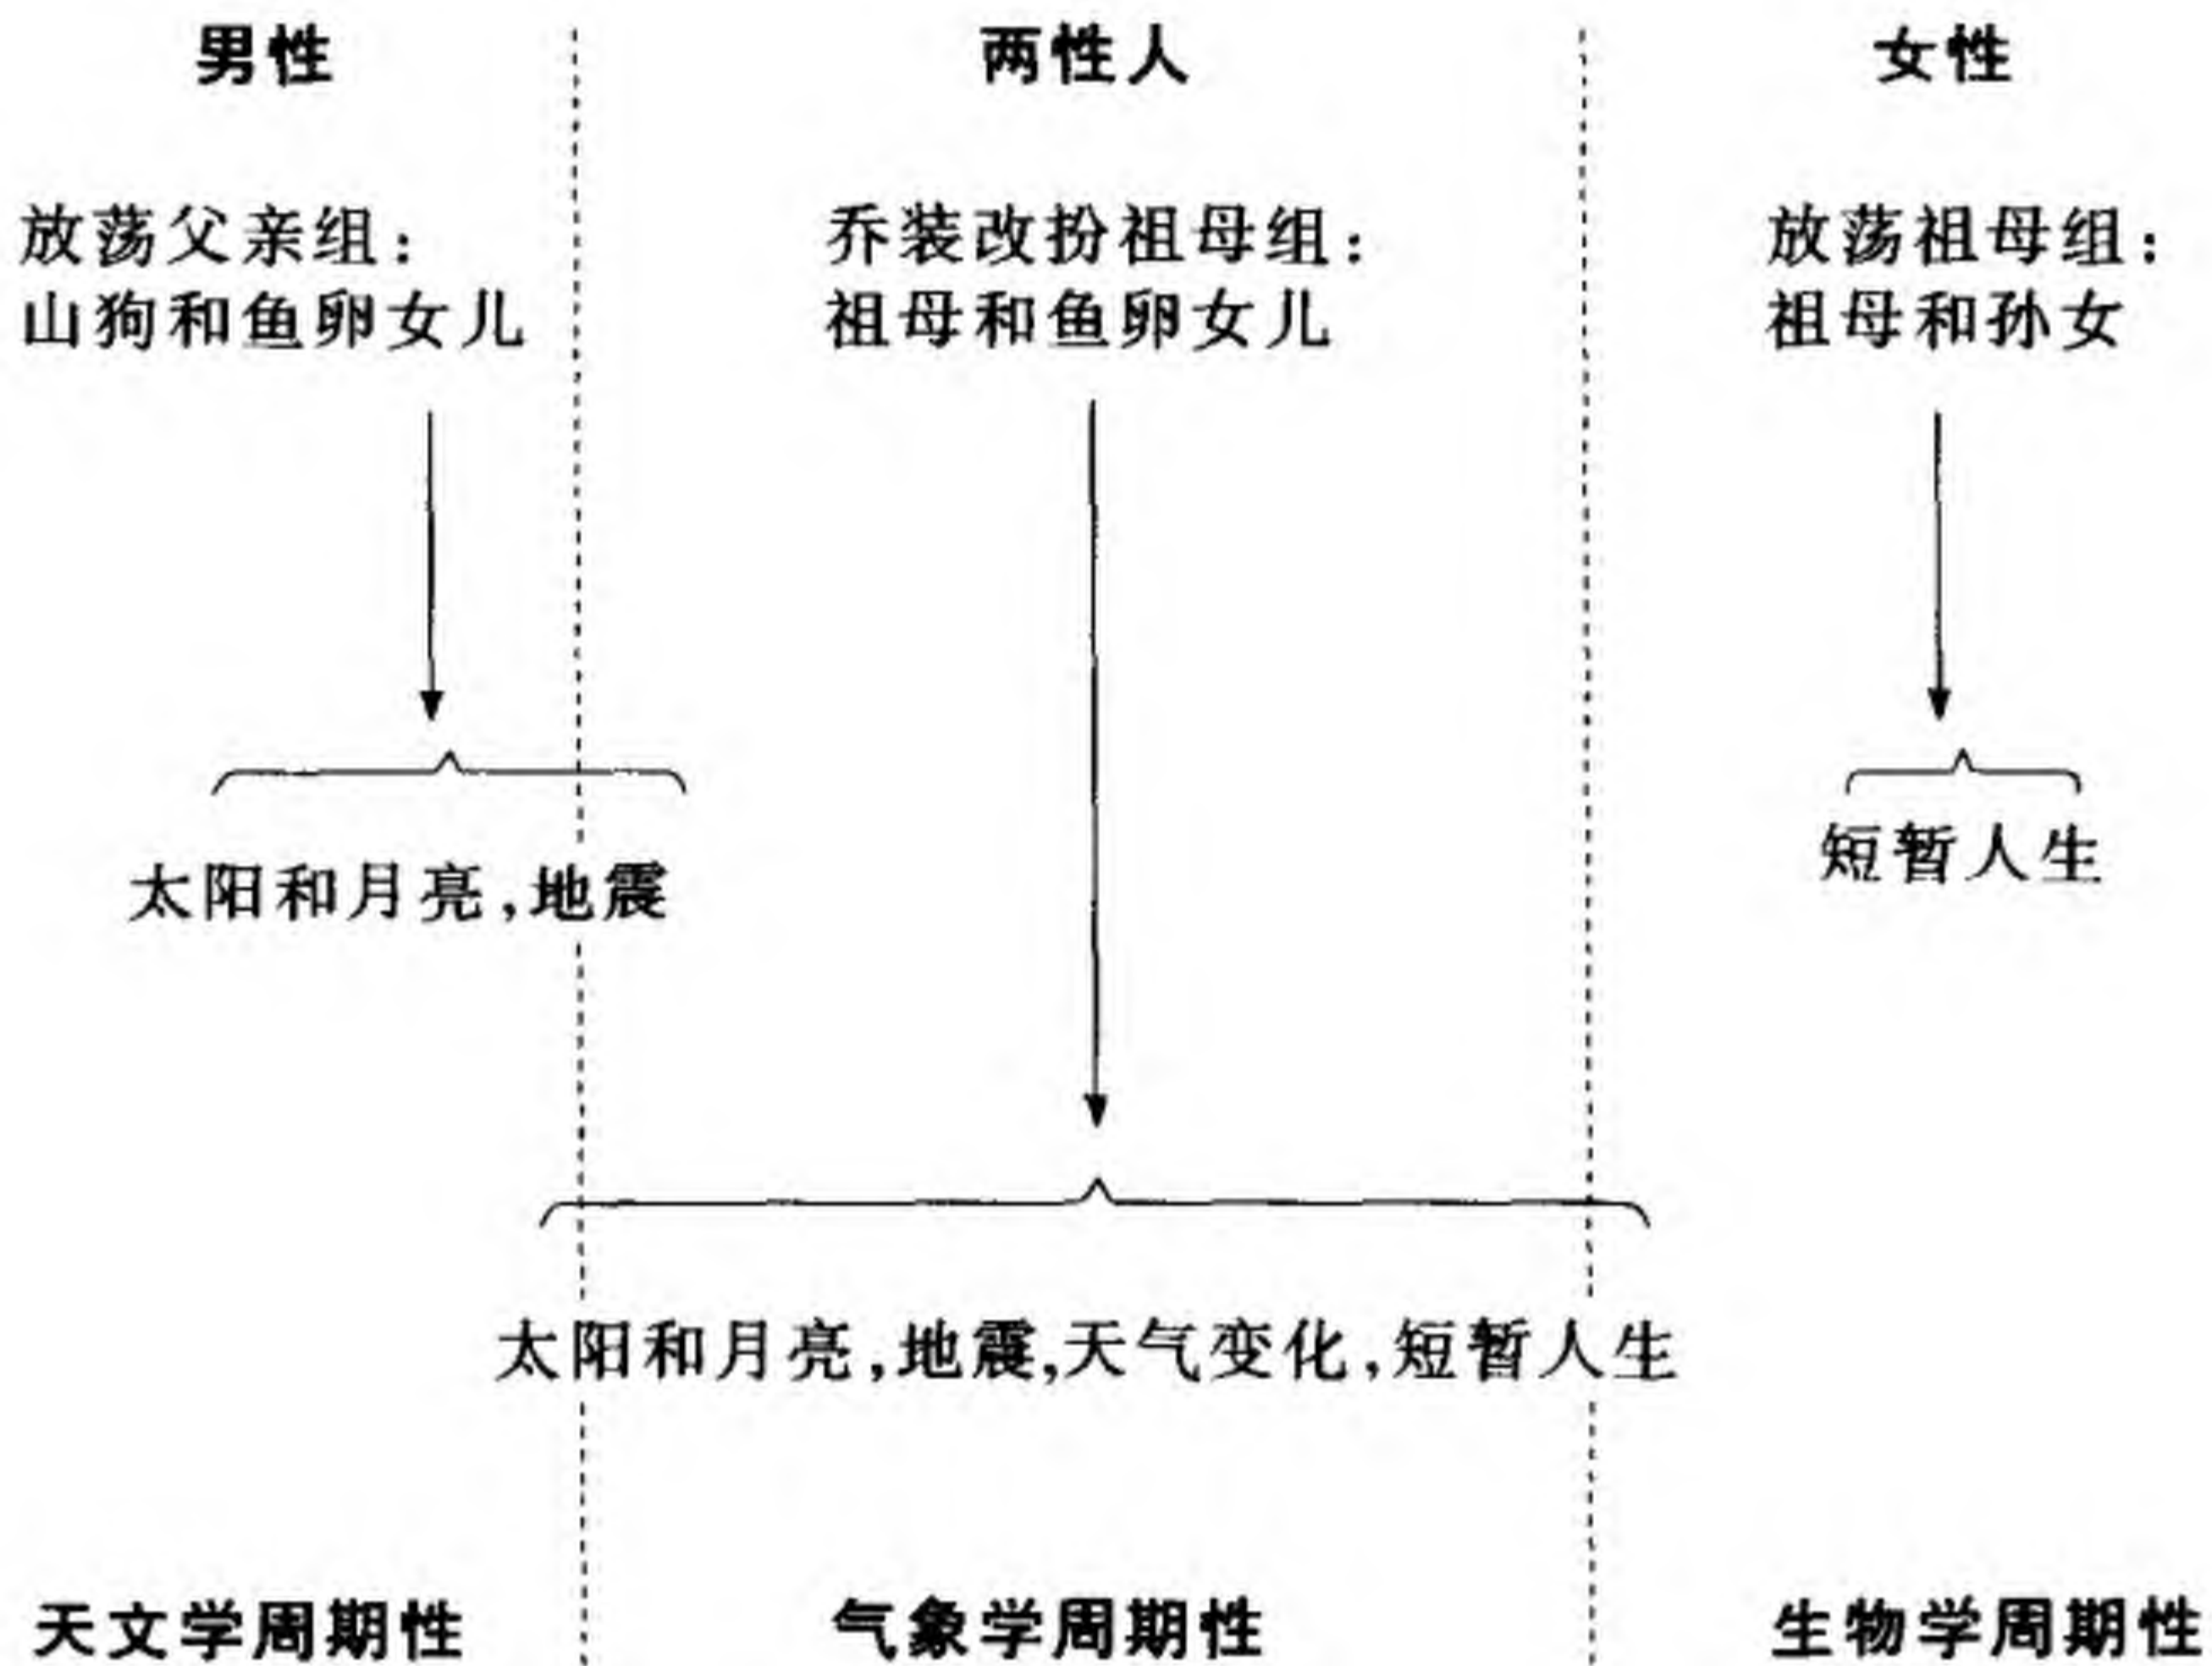 男性
两性人
女性
放荡父亲组：
山狗和鱼卵女儿
乔装改扮祖母组：
祖母和鱼卵女儿
放荡祖母组：
祖母和孙女
太阳和月亮,地震
短暂人生
太阳和月亮,地震,天气变化,短暂人生
天文学周期性
气象学周期性
生物学周期性